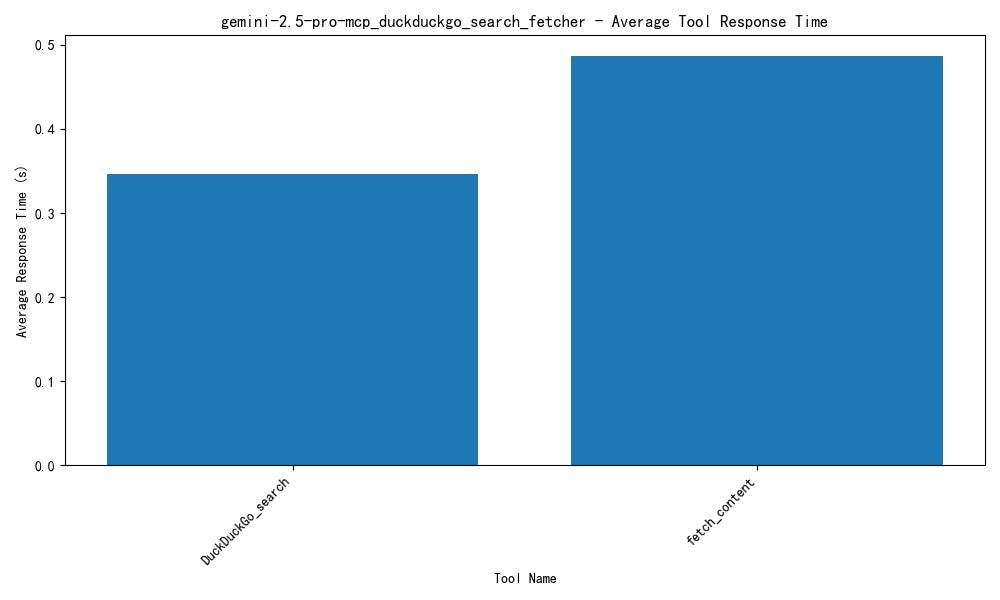 gemini-2.5-pro-mcp_duckduckgo_search_fetcher - Average Tool Response Time
Average Response Time (s)
0.5
0.4
0.3
0.2
0.1
0.0
DuckDuckGo_search
fetch_content
Tool Name